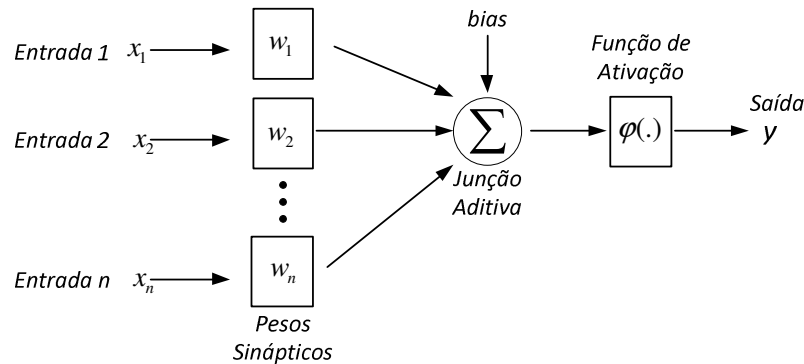 bias
Função de
Ativação
Entrada 1 x₁ w₁
Saída
Entrada 2 x₂ w₂ ∑ φ(.) y
Junção
Aditiva
Entrada n xₙ wₙ
Pesos
Sinápticos